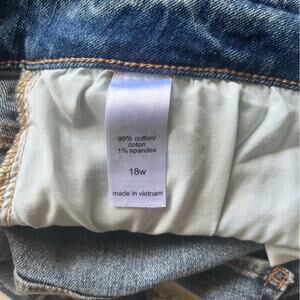 99% cotton/
coton
1% spandex
18w
made in vietnam